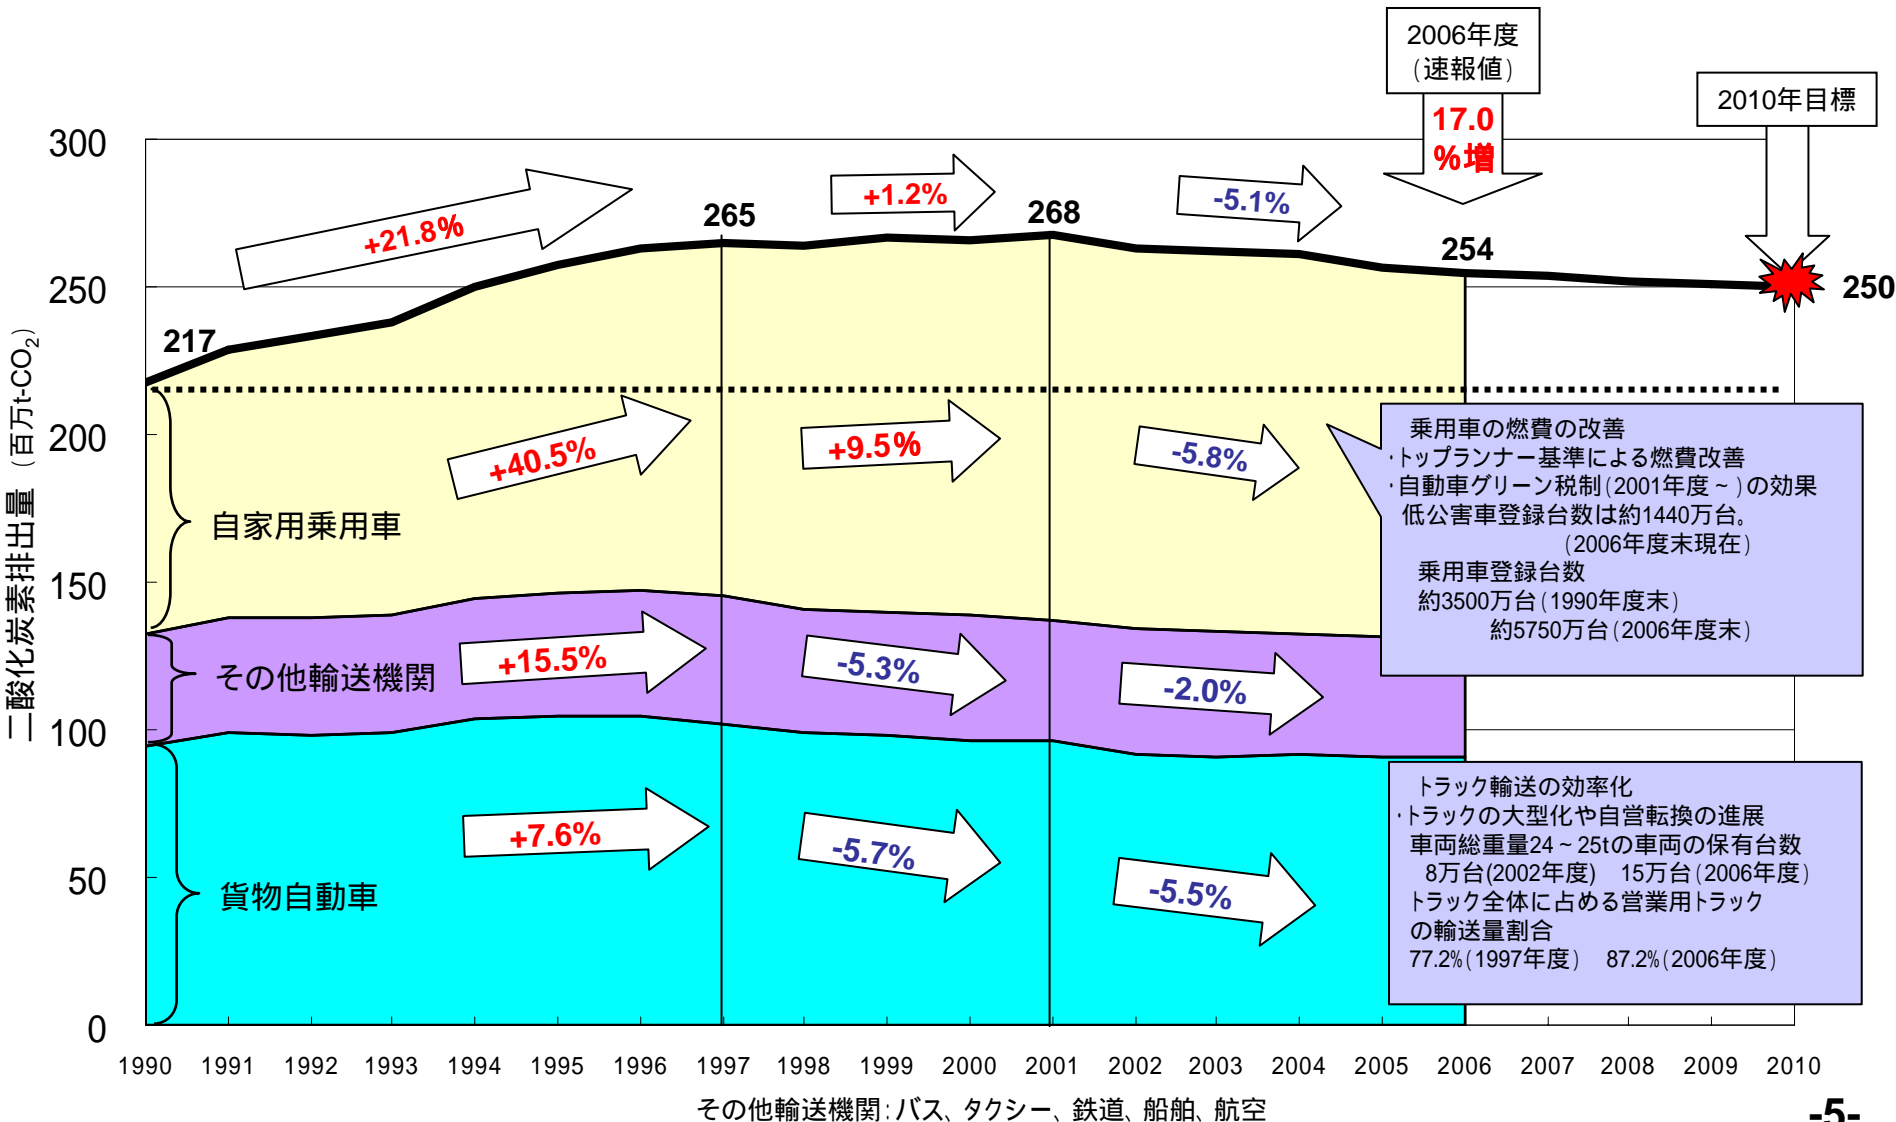 2006年度
(速報値)
17.0
%増
2010年目標
二酸化炭素排出量 (百万t-CO2)
300
250
200
150
100
50
0
217
265
268
254
250
+21.8%
+1.2%
-5.1%
+40.5%
+9.5%
-5.8%
+15.5%
-5.3%
-2.0%
+7.6%
-5.7%
-5.5%
自家用乗用車
その他輸送機関
貨物自動車
乗用車の燃費の改善
・トップランナー基準による燃費改善
・自動車グリーン税制(2001年度~)の効果
低公害車登録台数は約1440万台。
(2006年度末現在)
乗用車登録台数
約3500万台(1990年度末)
約5750万台(2006年度末)
トラック輸送の効率化
・トラックの大型化や自営転換の進展
車両総重量24~25tの車両の保有台数
8万台(2002年度) 15万台(2006年度)
トラック全体に占める営業用トラック
の輸送量割合
77.2%(1997年度) 87.2%(2006年度)
1990 1991 1992 1993 1994 1995 1996 1997 1998 1999 2000 2001 2002 2003 2004 2005 2006 2007 2008 2009 2010
その他輸送機関:バス、タクシー、鉄道、船舶、航空
-5-